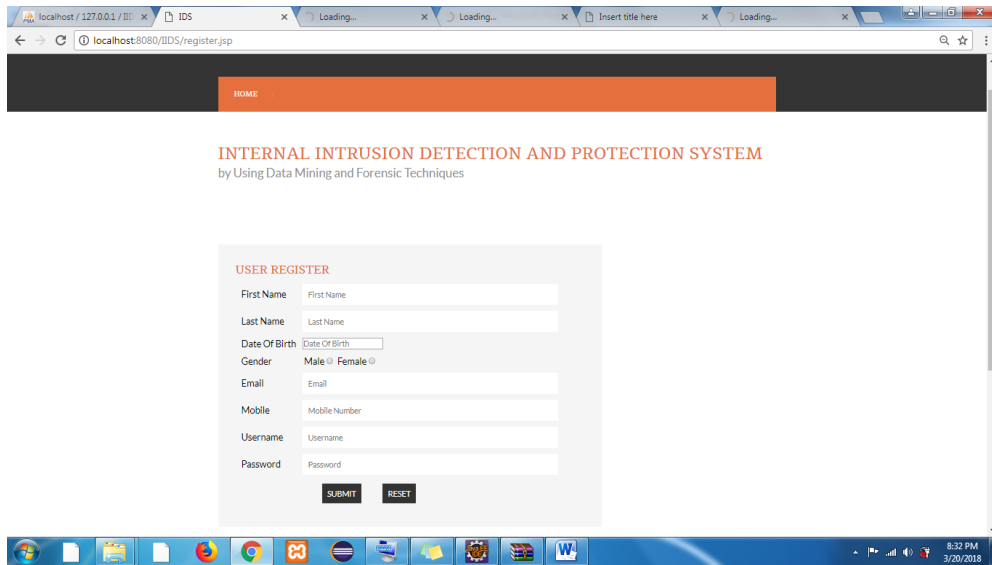 localhost / 127.0.0.1 / IID
IDS
Loading...
Loading...
Insert title here
Loading...
localhost:8080/IIDS/register.jsp
HOME
INTERNAL INTRUSION DETECTION AND PROTECTION SYSTEM
by Using Data Mining and Forensic Techniques
USER REGISTER
First Name First Name
Last Name Last Name
Date Of Birth Date Of Birth
Gender Male Female
Email Email
Mobile Mobile Number
Username Username
Password Password
SUBMIT RESET
8:32 PM
3/20/2018